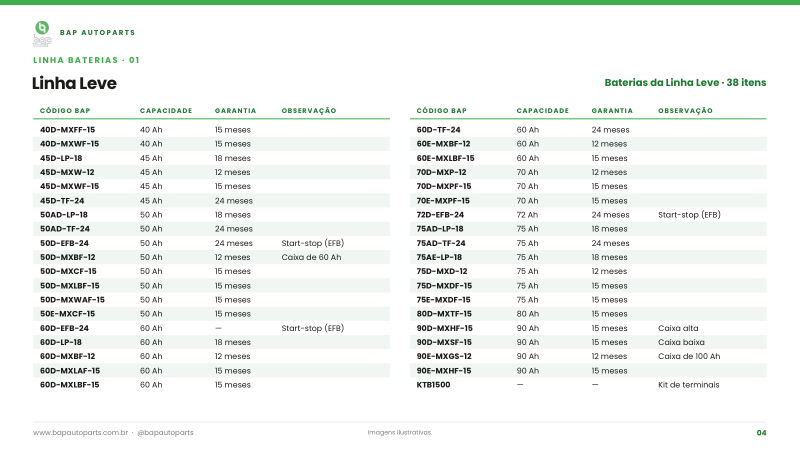 bap
BAP AUTOPARTS
LINHA BATERIAS · 01
Linha Leve
Baterias da Linha Leve · 38 itens
CÓDIGO BAP CAPACIDADE GARANTIA OBSERVAÇÃO
40D-MXFF-15 40 Ah 15 meses
40D-MXWF-15 40 Ah 15 meses
45D-LP-18 45 Ah 18 meses
45D-MXW-12 45 Ah 12 meses
45D-MXWF-15 45 Ah 15 meses
45D-TF-24 45 Ah 24 meses
50AD-LP-18 50 Ah 18 meses
50AD-TF-24 50 Ah 24 meses
50D-EFB-24 50 Ah 24 meses Start-stop (EFB)
50D-MXBF-12 50 Ah 12 meses Caixa de 60 Ah
50D-MXCF-15 50 Ah 15 meses
50D-MXLBF-15 50 Ah 15 meses
50D-MXWAF-15 50 Ah 15 meses
50E-MXCF-15 50 Ah 15 meses
60D-EFB-24 60 Ah — Start-stop (EFB)
60D-LP-18 60 Ah 18 meses
60D-MXBF-12 60 Ah 12 meses
60D-MXLAF-15 60 Ah 15 meses
60D-MXLBF-15 60 Ah 15 meses
CÓDIGO BAP CAPACIDADE GARANTIA OBSERVAÇÃO
60D-TF-24 60 Ah 24 meses
60E-MXBF-12 60 Ah 12 meses
60E-MXLBF-15 60 Ah 15 meses
70D-MXP-12 70 Ah 12 meses
70D-MXPF-15 70 Ah 15 meses
70E-MXPF-15 70 Ah 15 meses
72D-EFB-24 72 Ah 24 meses Start-stop (EFB)
75AD-LP-18 75 Ah 18 meses
75AD-TF-24 75 Ah 24 meses
75AE-LP-18 75 Ah 18 meses
75D-MXD-12 75 Ah 12 meses
75D-MXDF-15 75 Ah 15 meses
75E-MXDF-15 75 Ah 15 meses
80D-MXTF-15 80 Ah 15 meses
90D-MXHF-15 90 Ah 15 meses Caixa alta
90D-MXSF-15 90 Ah 15 meses Caixa baixa
90E-MXGS-12 90 Ah 12 meses Caixa de 100 Ah
90E-MXHF-15 90 Ah 15 meses
KTB1500 — — Kit de terminais
www.bapautoparts.com.br · @bapautoparts
Imagens ilustrativas.
04